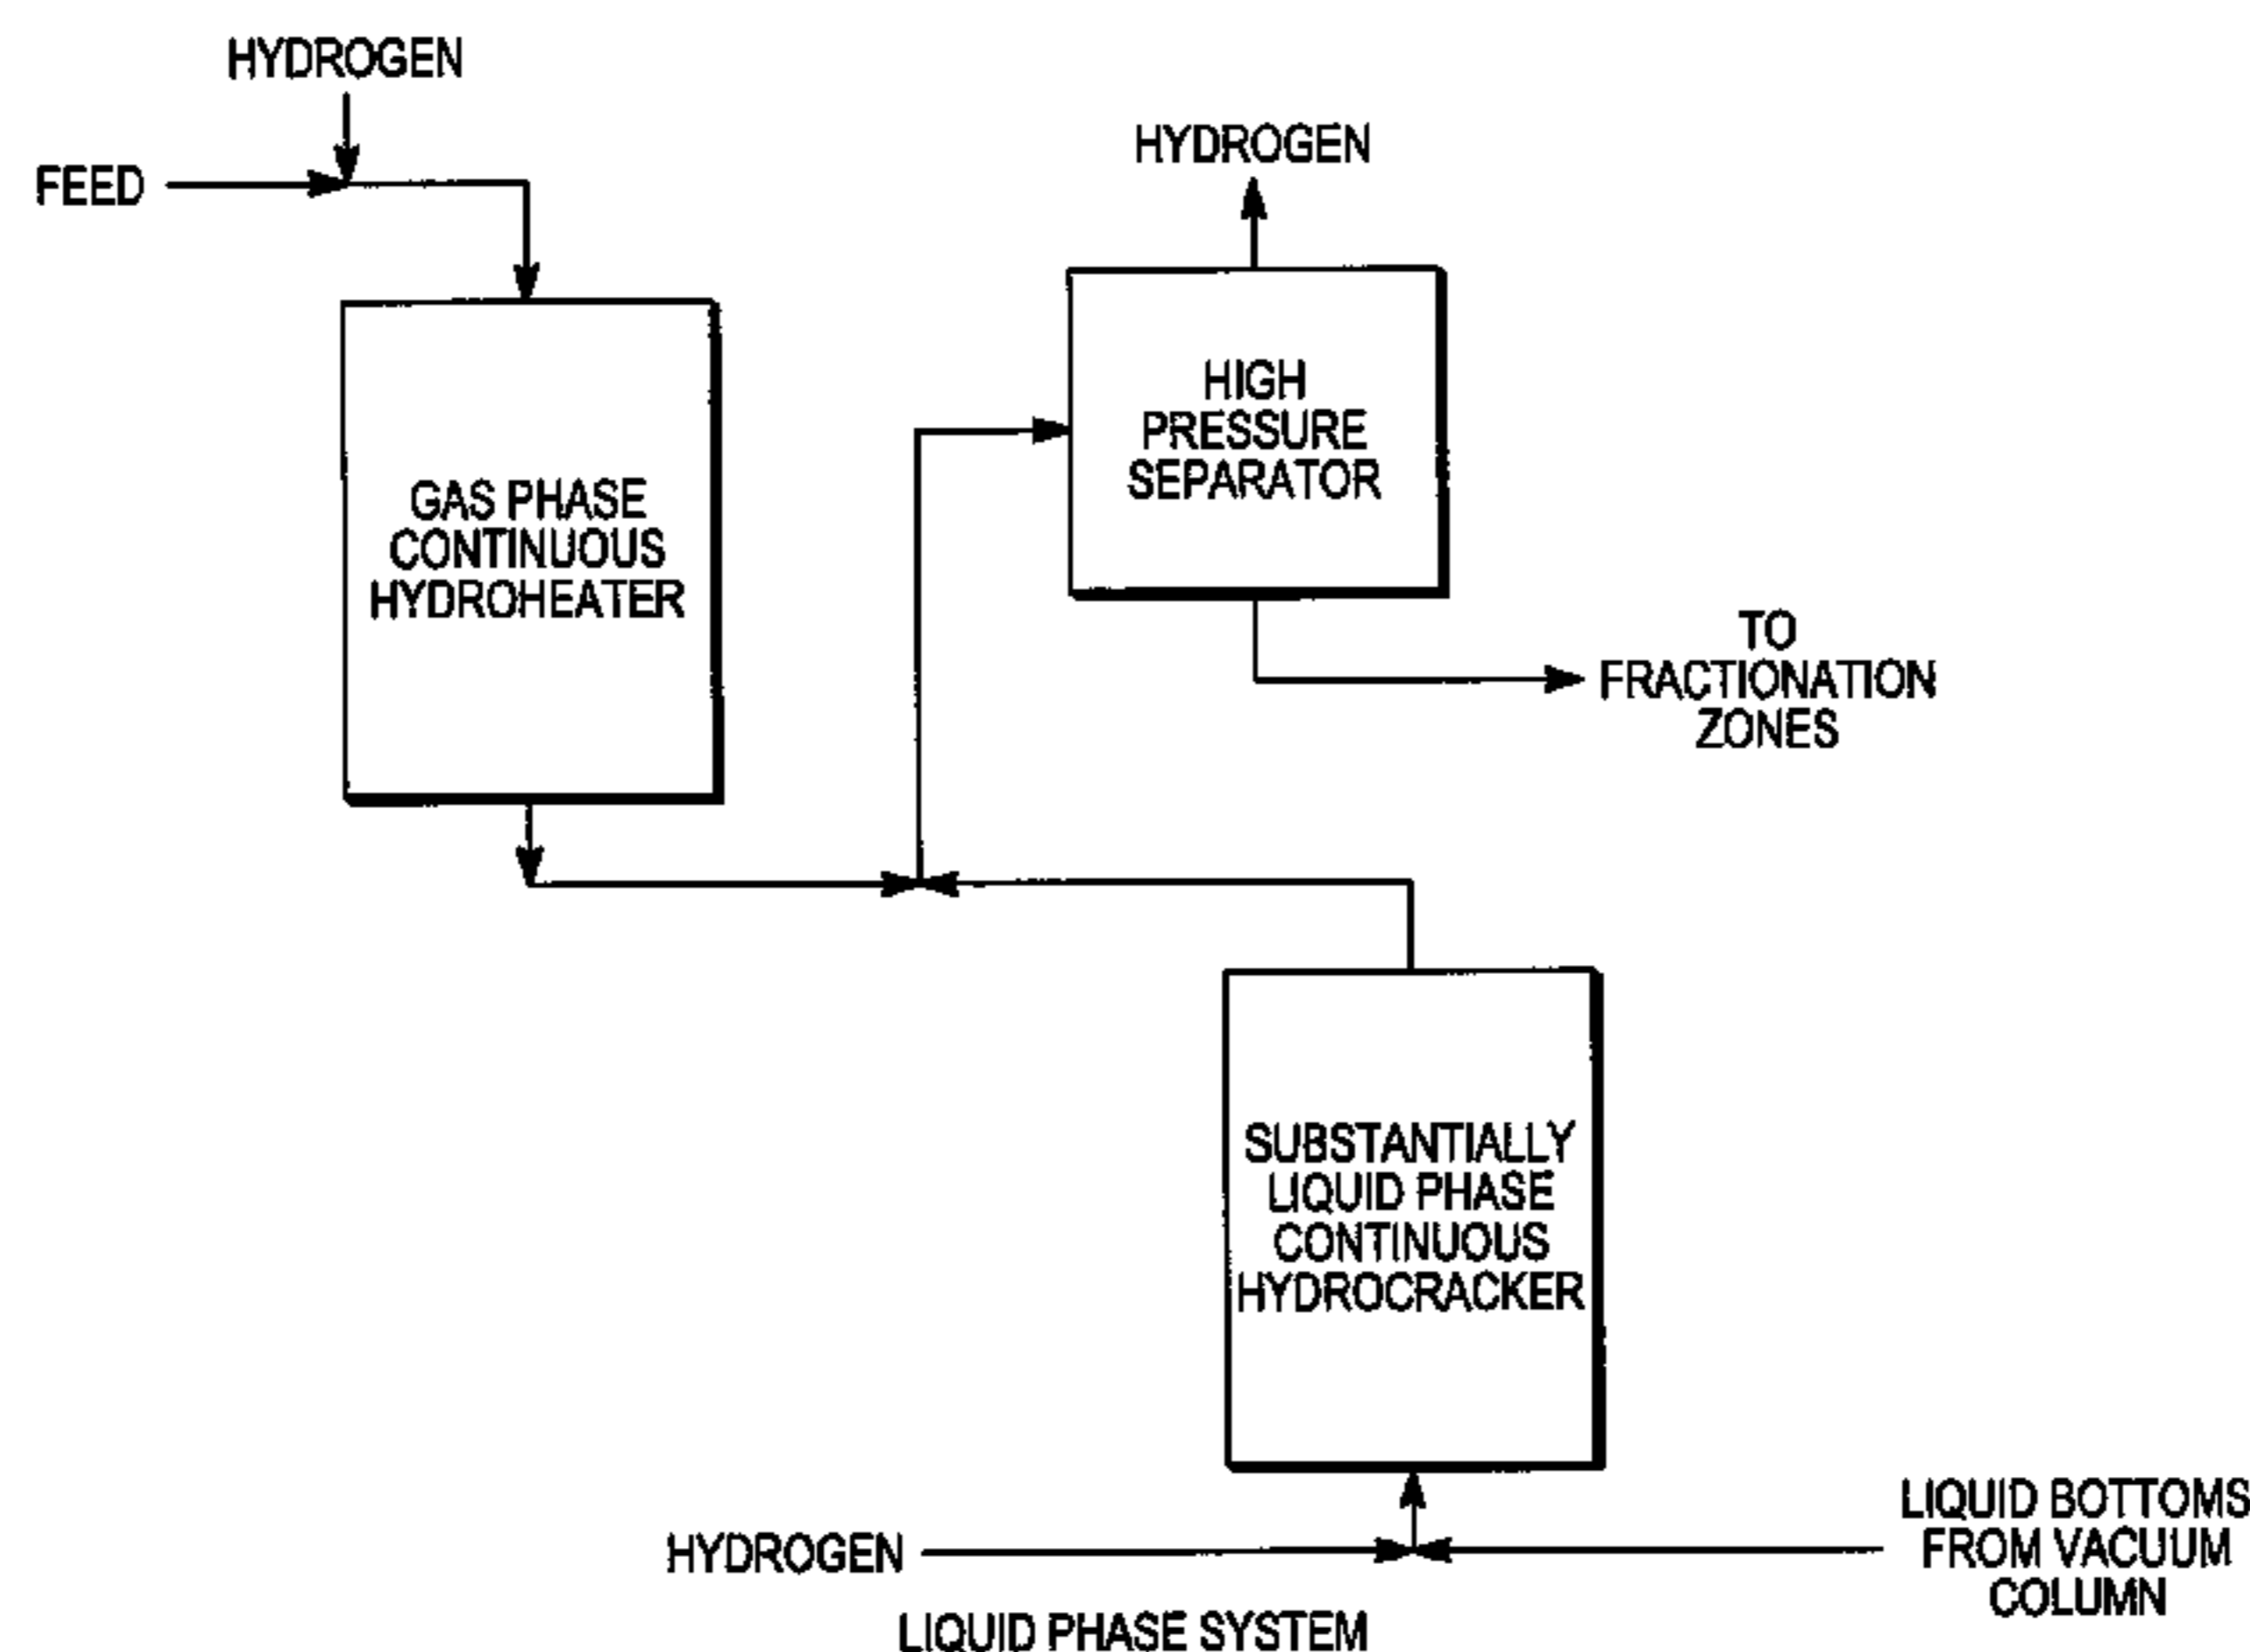 HYDROGEN
FEED
HYDROGEN
GAS PHASE
CONTINUOUS
HYDROHEATER
HIGH
PRESSURE
SEPARATOR
TO
FRACTIONATION
ZONES
SUBSTANTIALLY
LIQUID PHASE
CONTINUOUS
HYDROCRACKER
HYDROGEN
LIQUID BOTTOMS
FROM VACUUM
COLUMN
LIQUID PHASE SYSTEM